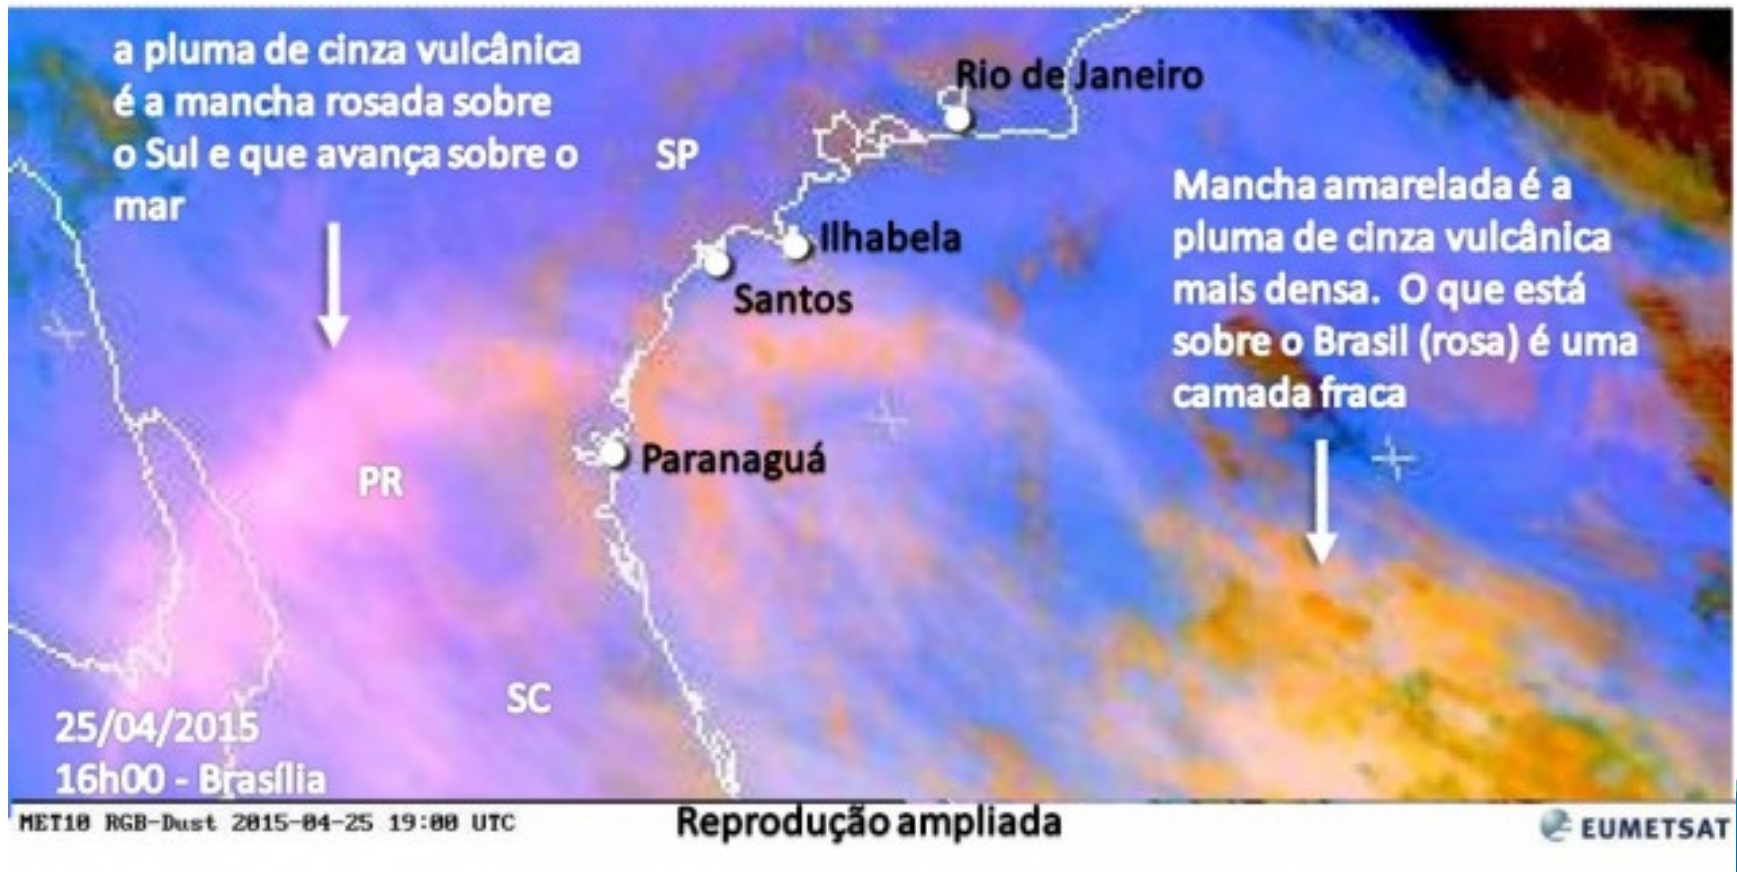 a pluma de cinza vulcânica
é a mancha rosada sobre
o Sul e que avança sobre o
mar
Rio de Janeiro
SP
Mancha amarelada é a
pluma de cinza vulcânica
mais densa. O que está
sobre o Brasil (rosa) é uma
camada fraca
Ilhabela
Santos
Paranaguá
PR
SC
25/04/2015
16h00 - Brasília
MET10 RGB-Dust 2015-04-25 19:00 UTC
Reprodução ampliada
EUMETSAT